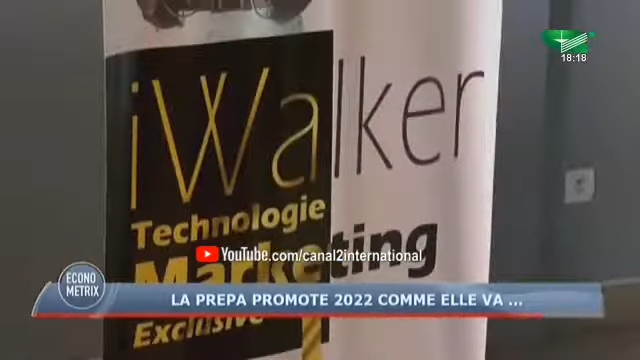 18:18
iWalker
Technologie
YouTube.com/canal2international
Marketing
ECONO
METRIX
LA PREPA PROMOTE 2022 COMME ELLE VA ...
Exclusive